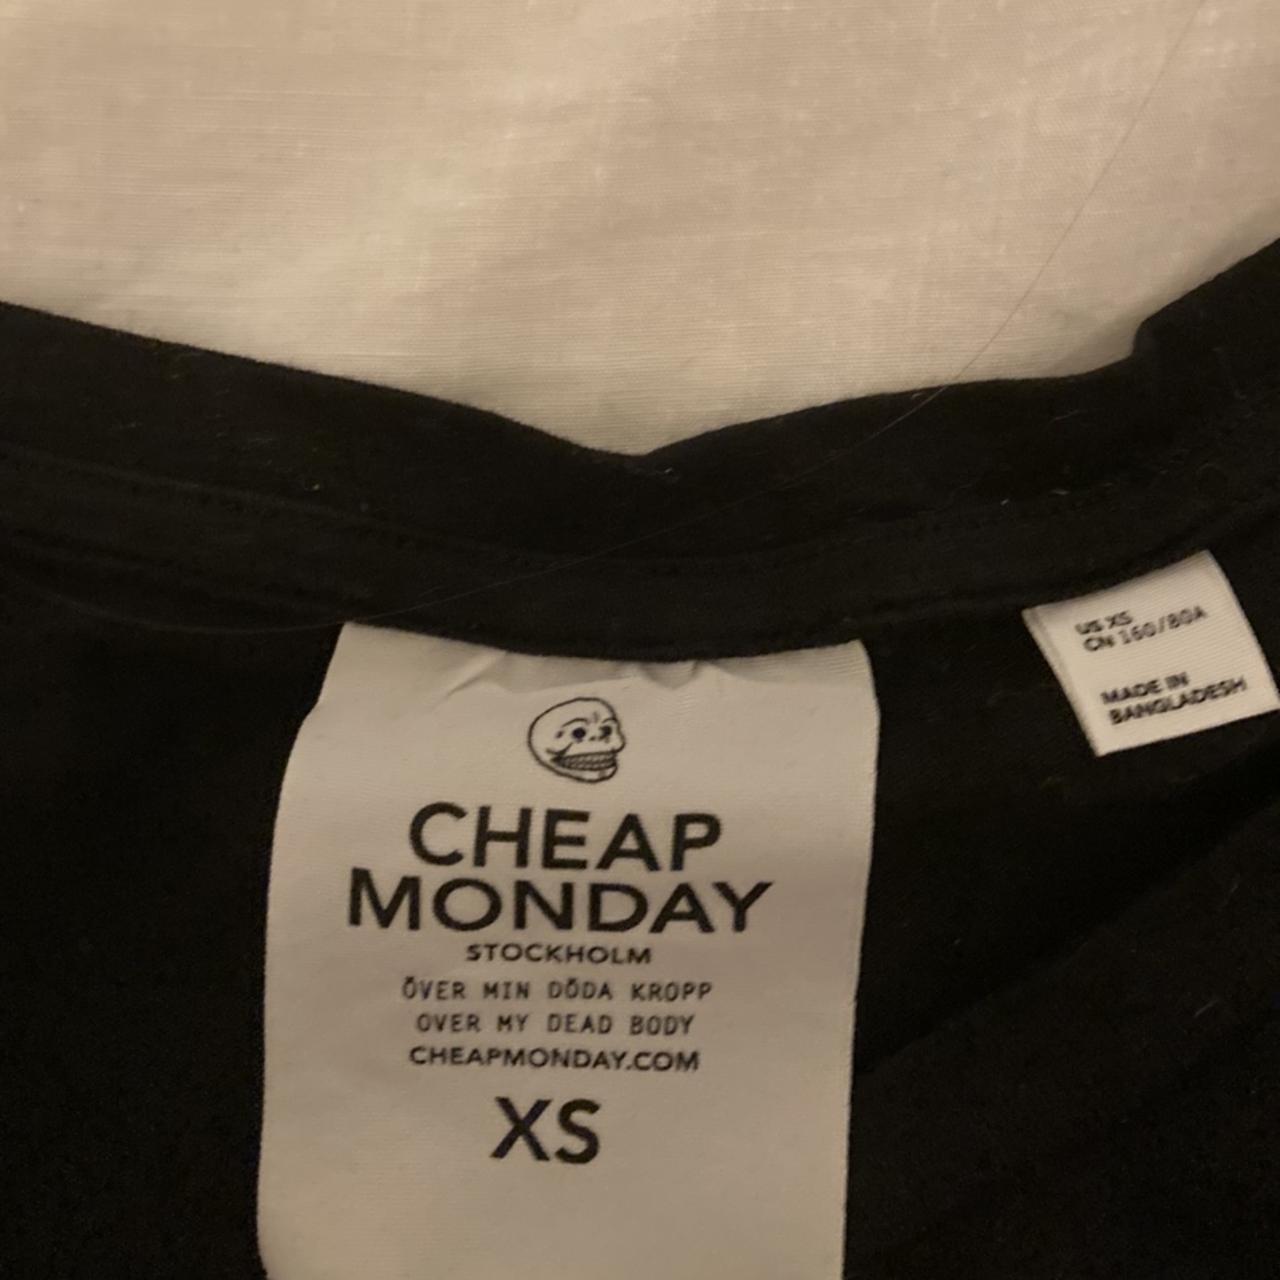 CHEAP
MONDAY
STOCKHOLM
ÖVER MIN DÖDA KROPP
OVER MY DEAD BODY
CHEAPMONDAY.COM
XS
US XS
CN 160/80A
MADE IN
BANGLADESH